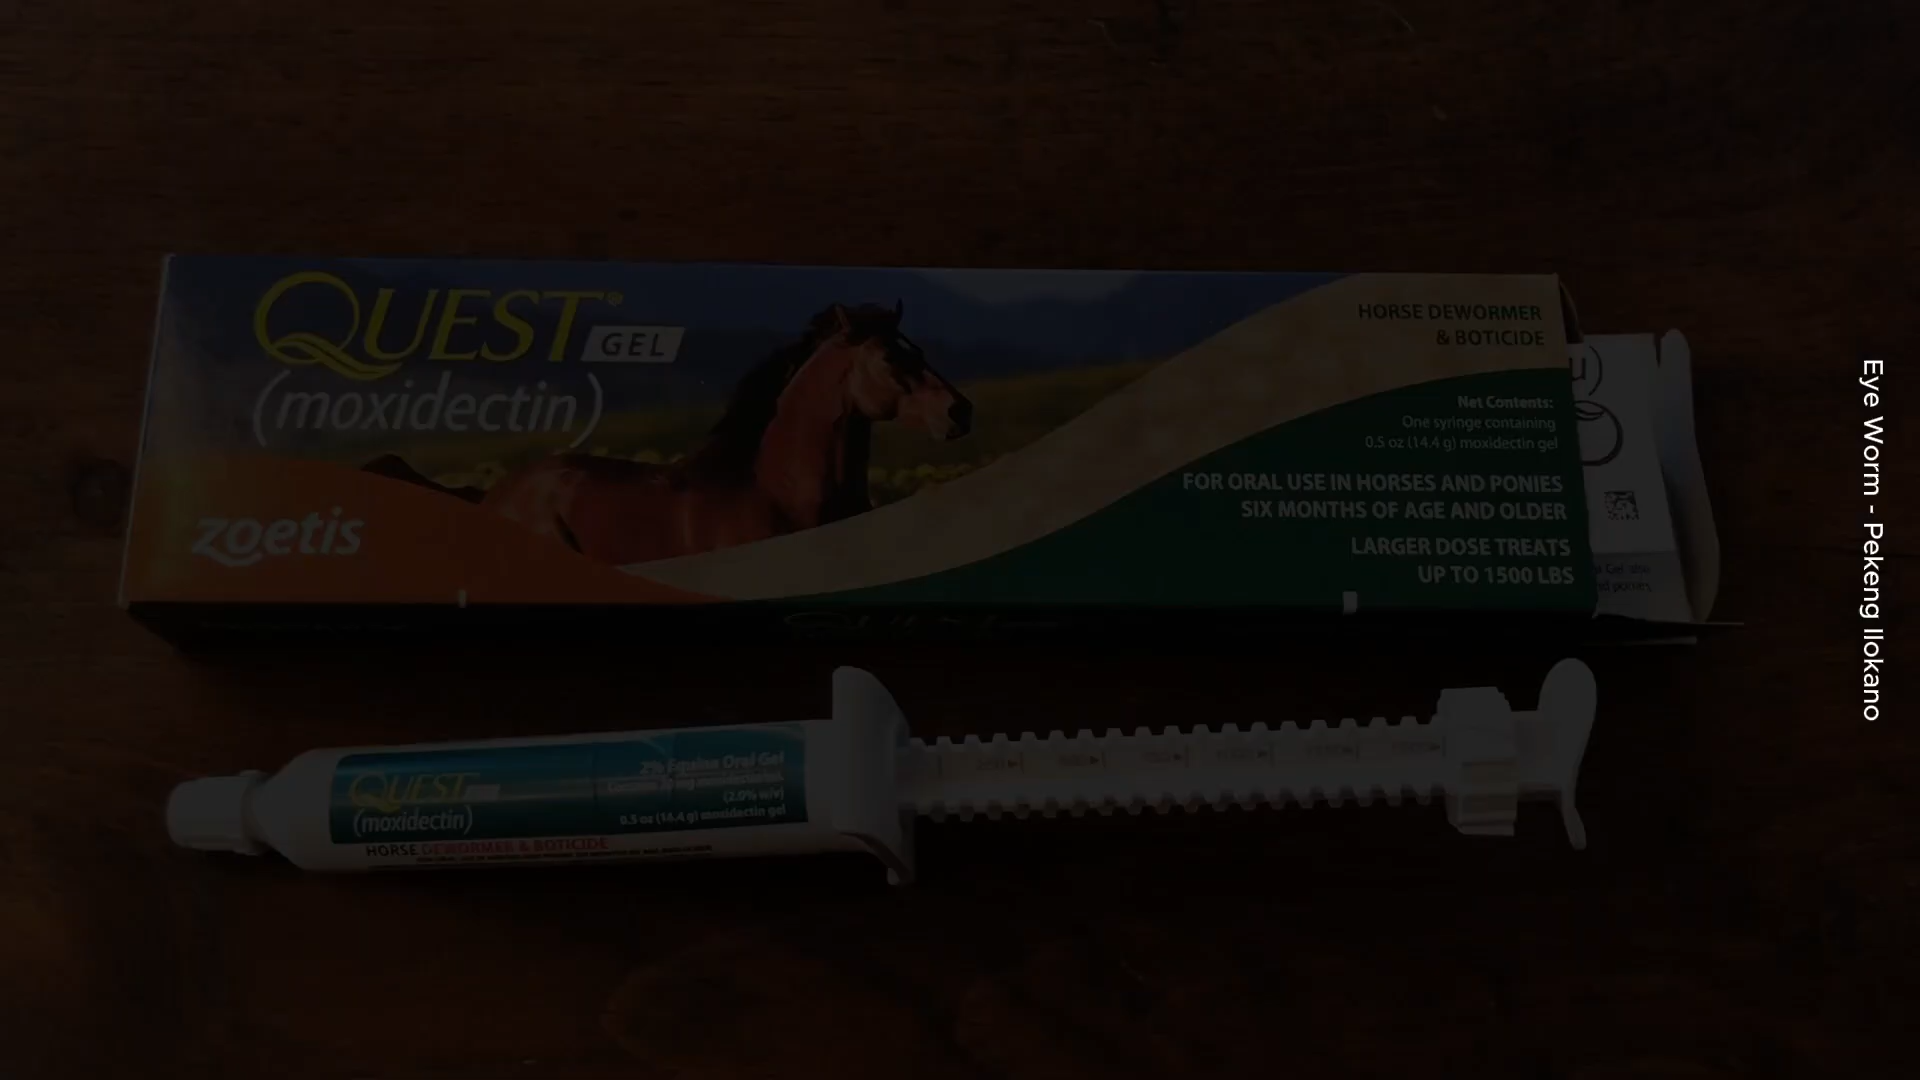 QUEST®
GEL
(moxidectin)
zoetis
HORSE DEWORMER
& BOTICIDE
Net Contents:
One syringe containing
0.5 oz (14.4 g) moxidectin gel
FOR ORAL USE IN HORSES AND PONIES
SIX MONTHS OF AGE AND OLDER
LARGER DOSE TREATS
UP TO 1500 LBS
QUEST
(moxidectin)
2% Equine Oral Gel
(2.0% w/v)
0.5 oz (14.4 g) moxidectin gel
HORSE DEWORMER & BOTICIDE
Eye Worm - Pekeng Ilokano